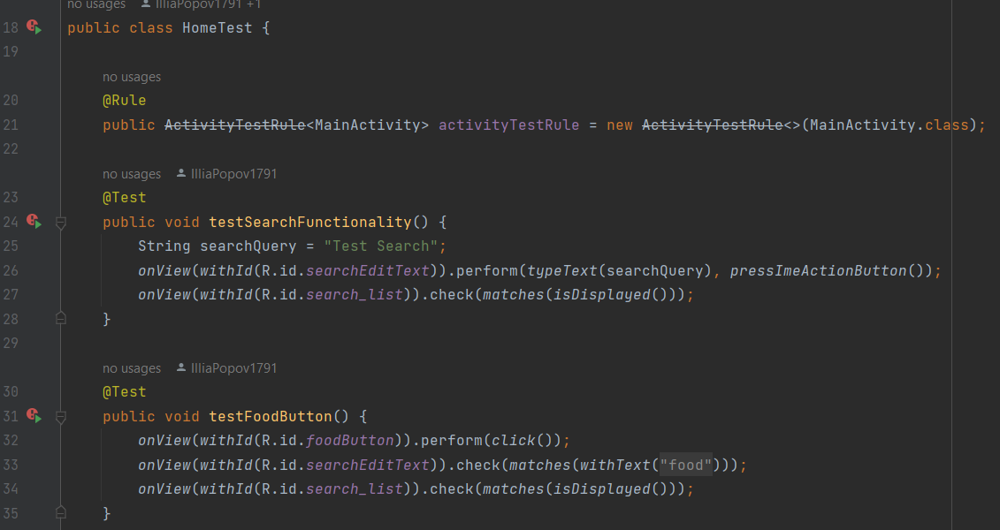 no usages IlliaPopov1791 +1
18 public class HomeTest {
19
no usages
20 @Rule
21 public ActivityTestRule<MainActivity> activityTestRule = new ActivityTestRule<>(MainActivity.class);
22
no usages IlliaPopov1791
23 @Test
24 public void testSearchFunctionality() {
25 String searchQuery = "Test Search";
26 onView(withId(R.id.searchEditText)).perform(typeText(searchQuery), pressImeActionButton());
27 onView(withId(R.id.search_list)).check(matches(isDisplayed()));
28 }
29
no usages IlliaPopov1791
30 @Test
31 public void testFoodButton() {
32 onView(withId(R.id.foodButton)).perform(click());
33 onView(withId(R.id.searchEditText)).check(matches(withText("food")));
34 onView(withId(R.id.search_list)).check(matches(isDisplayed()));
35 }